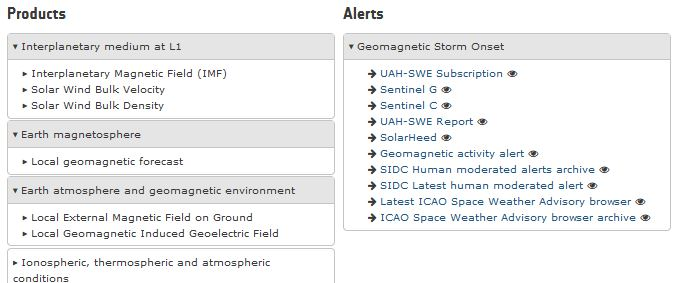 Products
Interplanetary medium at L1
Interplanetary Magnetic Field (IMF)
Solar Wind Bulk Velocity
Solar Wind Bulk Density
Earth magnetosphere
Local geomagnetic forecast
Earth atmosphere and geomagnetic environment
Local External Magnetic Field on Ground
Local Geomagnetic Induced Geoelectric Field
Ionospheric, thermospheric and atmospheric
conditions
Alerts
Geomagnetic Storm Onset
UAH-SWE Subscription
Sentinel G
Sentinel C
UAH-SWE Report
SolarHeed
Geomagnetic activity alert
SIDC Human moderated alerts archive
SIDC Latest human moderated alert
Latest ICAO Space Weather Advisory browser
ICAO Space Weather Advisory browser archive